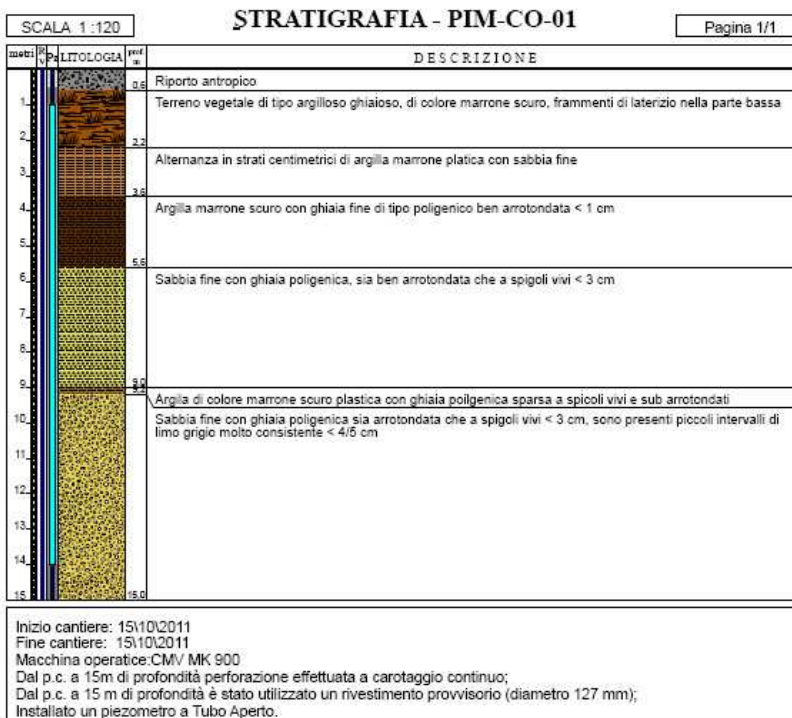 SCALA 1:120
STRATIGRAFIA - PIM-CO-01
Pagina 1/1
metri R v Pz LITOLOGIA prof. m DESCRIZIONE
0.6 Riporto antropico
1 Terreno vegetale di tipo argilloso ghiaioso, di colore marrone scuro, frammenti di laterizio nella parte bassa
2 2.2
Alternanza in strati centimetrici di argilla marrone platica con sabbia fine
3 3.6
4 Argilla marrone scuro con ghiaia fine di tipo poligenico ben arrotondata < 1 cm
5 5.6
6 Sabbia fine con ghiaia poligenica, sia ben arrotondata che a spigoli vivi < 3 cm
7
8
9 9.0
Argila di colore marrone scuro plastica con ghiaia poilgenica sparsa a spicoli vivi e sub arrotondati
10 Sabbia fine con ghiaia poligenica sia arrotondata che a spigoli vivi < 3 cm, sono presenti piccoli intervalli di
limo grigio molto consistente < 4/5 cm
11
12
13
14
15 15.0
Inizio cantiere: 15\10\2011
Fine cantiere: 15\10\2011
Macchina operatice:CMV MK 900
Dal p.c. a 15m di profondità perforazione effettuata a carotaggio continuo;
Dal p.c. a 15 m di profondità è stato utilizzato un rivestimento provvisorio (diametro 127 mm);
Installato un piezometro a Tubo Aperto.